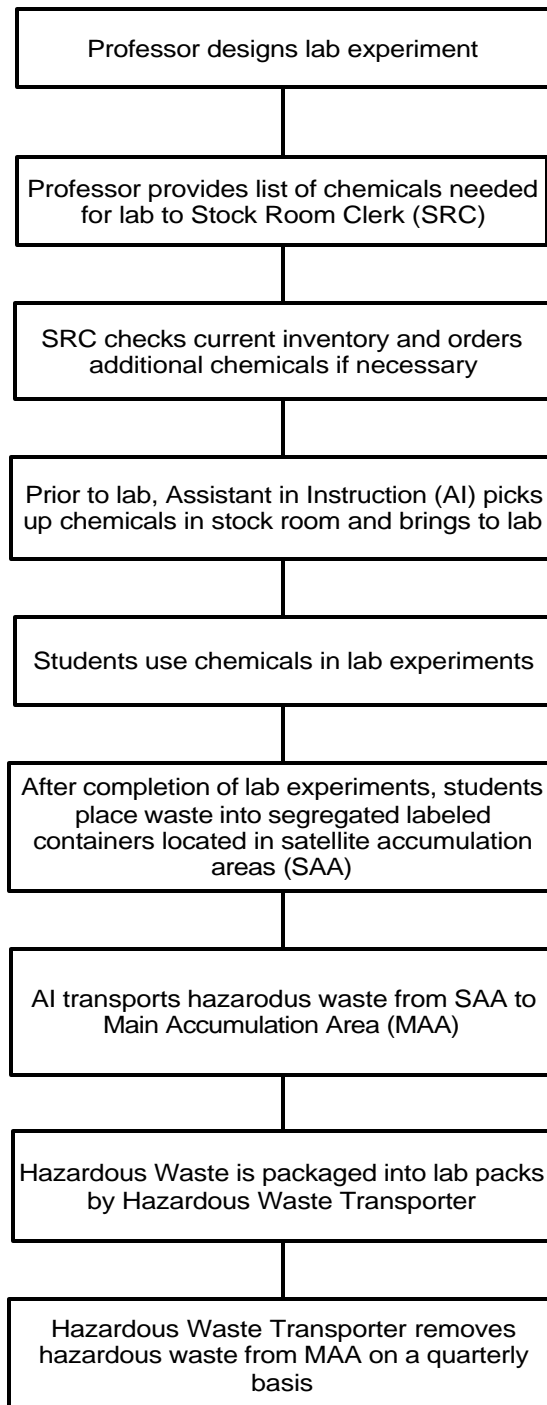 Professor designs lab experiment
Professor provides list of chemicals needed
for lab to Stock Room Clerk (SRC)
SRC checks current inventory and orders
additional chemicals if necessary
Prior to lab, Assistant in Instruction (AI) picks
up chemicals in stock room and brings to lab
Students use chemicals in lab experiments
After completion of lab experiments, students
place waste into segregated labeled
containers located in satellite accumulation
areas (SAA)
AI transports hazarodus waste from SAA to
Main Accumulation Area (MAA)
Hazardous Waste is packaged into lab packs
by Hazardous Waste Transporter
Hazardous Waste Transporter removes
hazardous waste from MAA on a quarterly
basis